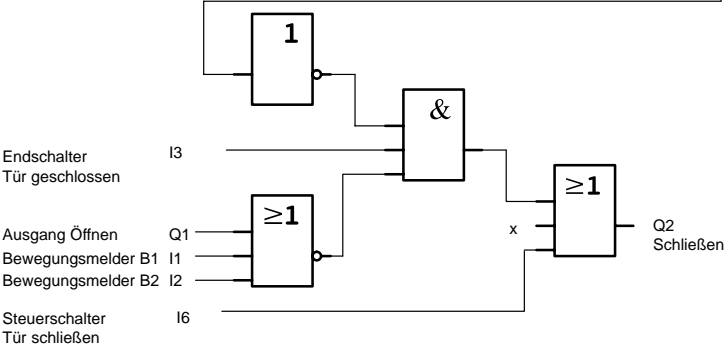 1
&
Endschalter I3
Tür geschlossen
≥1
≥1
Ausgang Öffnen Q1
x
Q2
Schließen
Bewegungsmelder B1 I1
Bewegungsmelder B2 I2
Steuerschalter I6
Tür schließen